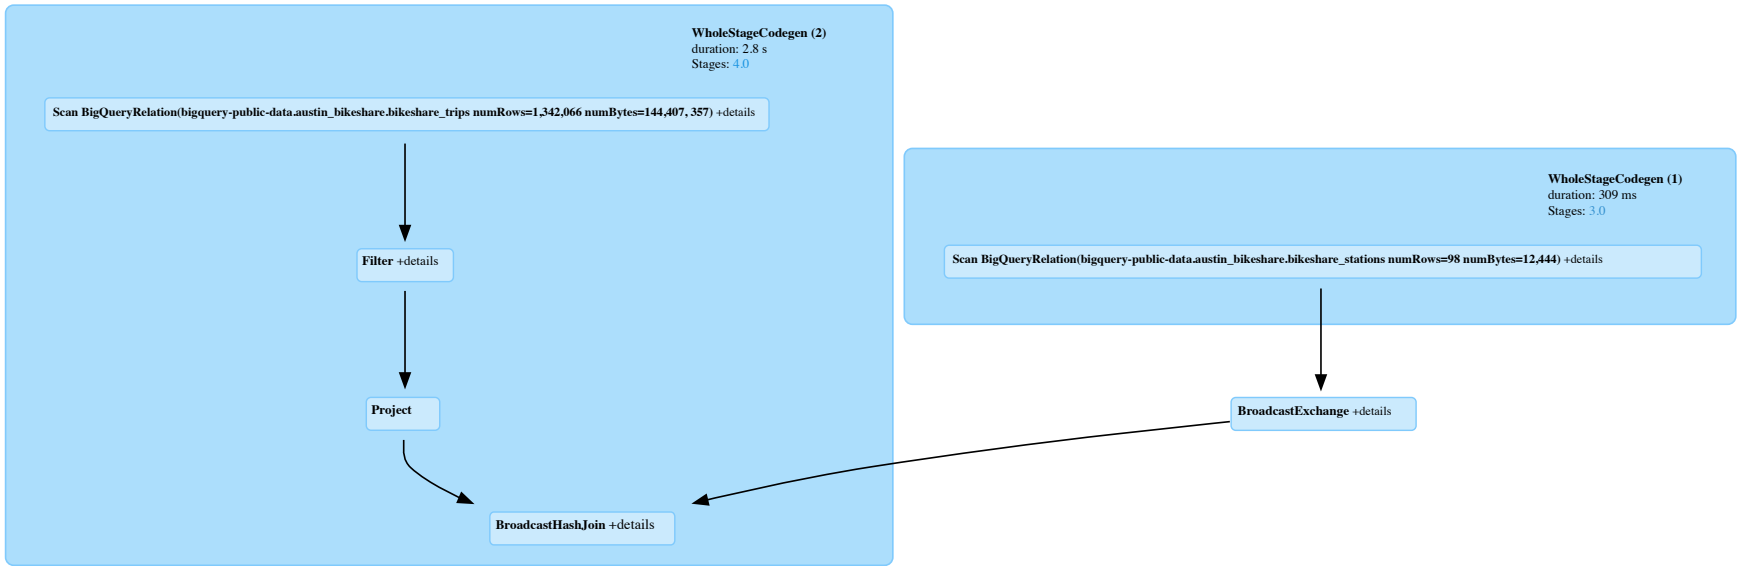 WholeStageCodegen (2)
duration: 2.8 s
Stages: 4.0
Scan BigQueryRelation(bigquery-public-data.austin_bikeshare.bikeshare_trips numRows=1,342,066 numBytes=144,407, 357) +details
Filter +details
Project
BroadcastHashJoin +details
WholeStageCodegen (1)
duration: 309 ms
Stages: 3.0
Scan BigQueryRelation(bigquery-public-data.austin_bikeshare.bikeshare_stations numRows=98 numBytes=12,444) +details
BroadcastExchange +details